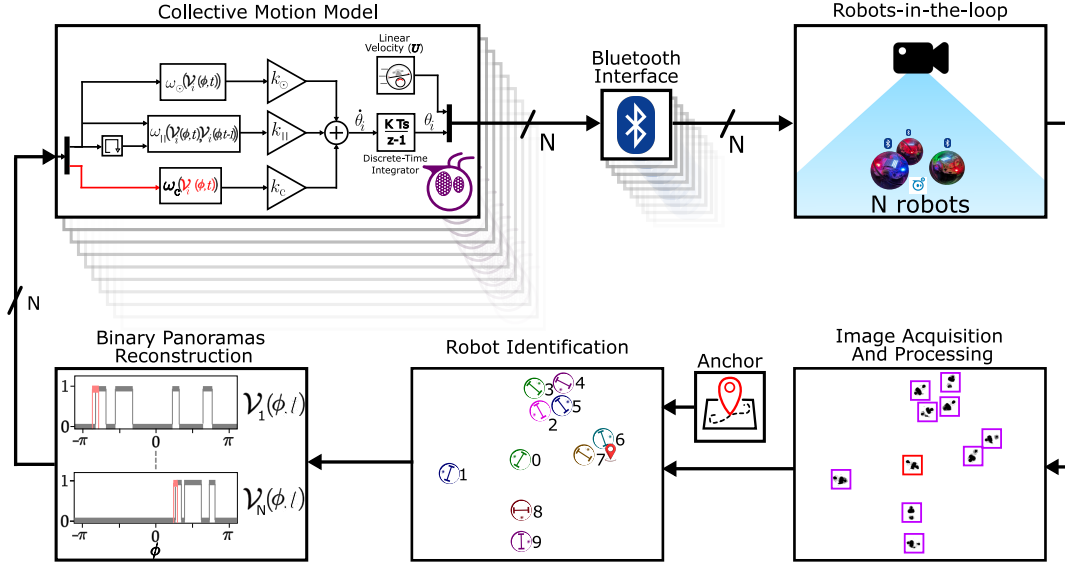 Collective Motion Model
Robots-in-the-loop
Linear
Velocity (U)
Bluetooth
Interface
ω⊙(𝒱i(ϕ,t))
k⊙
ω||(𝒱i(ϕ,t),𝒱i(ϕ,t-1))
k||
θ̇i
K Ts
z-1
θi
Discrete-Time
Integrator
ωc(𝒱i(ϕ,t))
kc
N
N
N robots
N
Binary Panoramas
Reconstruction
Robot Identification
Anchor
Image Acquisition
And Processing
1
0
-π
0
π
𝒱1(ϕ,t)
1
0
-π
0
π
ϕ
𝒱N(ϕ,t)
3
4
2
5
6
7
0
1
8
9